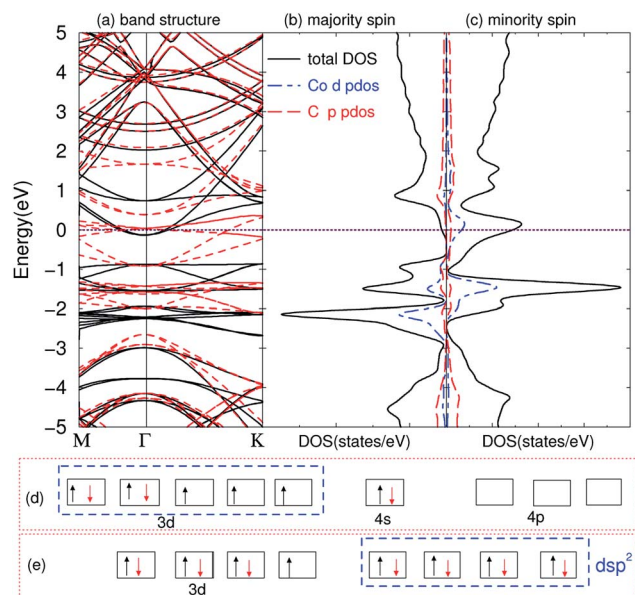 (a) band structure
(b) majority spin
(c) minority spin
Energy(eV)
5
4
3
2
1
0
−1
−2
−3
−4
−5
total DOS
Co d pdos
C p pdos
M
Γ
K
DOS(states/eV)
DOS(states/eV)
(d)
3d
4s
4p
(e)
3d
dsp²